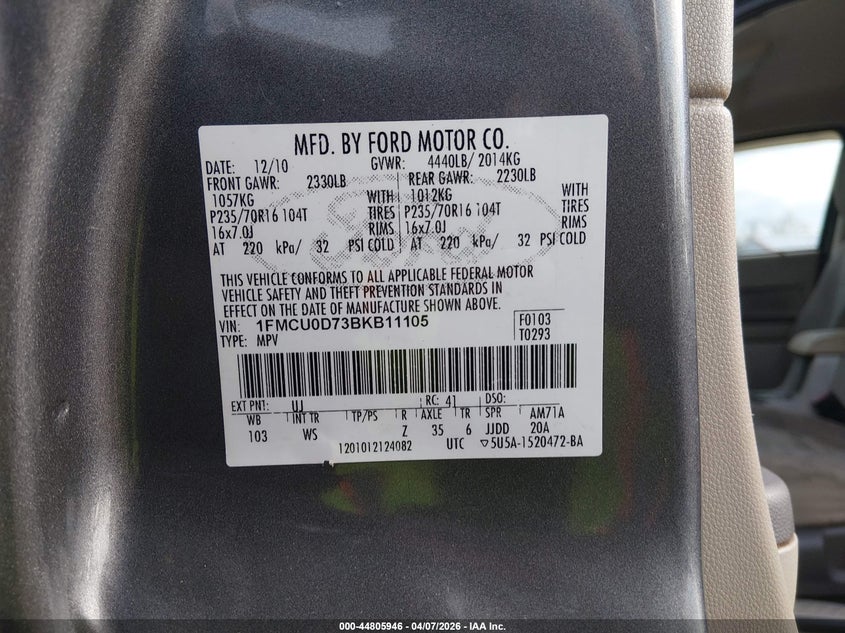 MFD. BY FORD MOTOR CO.
DATE: 12/10 GVWR: 4440LB/ 2014KG
FRONT GAWR: 2330LB REAR GAWR: 2230LB
1057KG WITH 1012KG WITH
P235/70R16 104T TIRES P235/70R16 104T TIRES
16x7.0J RIMS 16x7.0J RIMS
AT 220 kPa/ 32 PSI COLD AT 220 kPa/ 32 PSI COLD
THIS VEHICLE CONFORMS TO ALL APPLICABLE FEDERAL MOTOR
VEHICLE SAFETY AND THEFT PREVENTION STANDARDS IN
EFFECT ON THE DATE OF MANUFACTURE SHOWN ABOVE.
VIN: 1FMCU0D73BKB11105 F0103
TYPE: MPV T0293
EXT PNT: UJ RC: 41 DSO:
WB INT TR TP/PS R AXLE TR SPR AM71A
103 WS Z 35 6 JJDD 20A
1201012124082 UTC ▽5U5A-1520472-BA
000-44805946 | 04/07/2026 | IAA Inc.